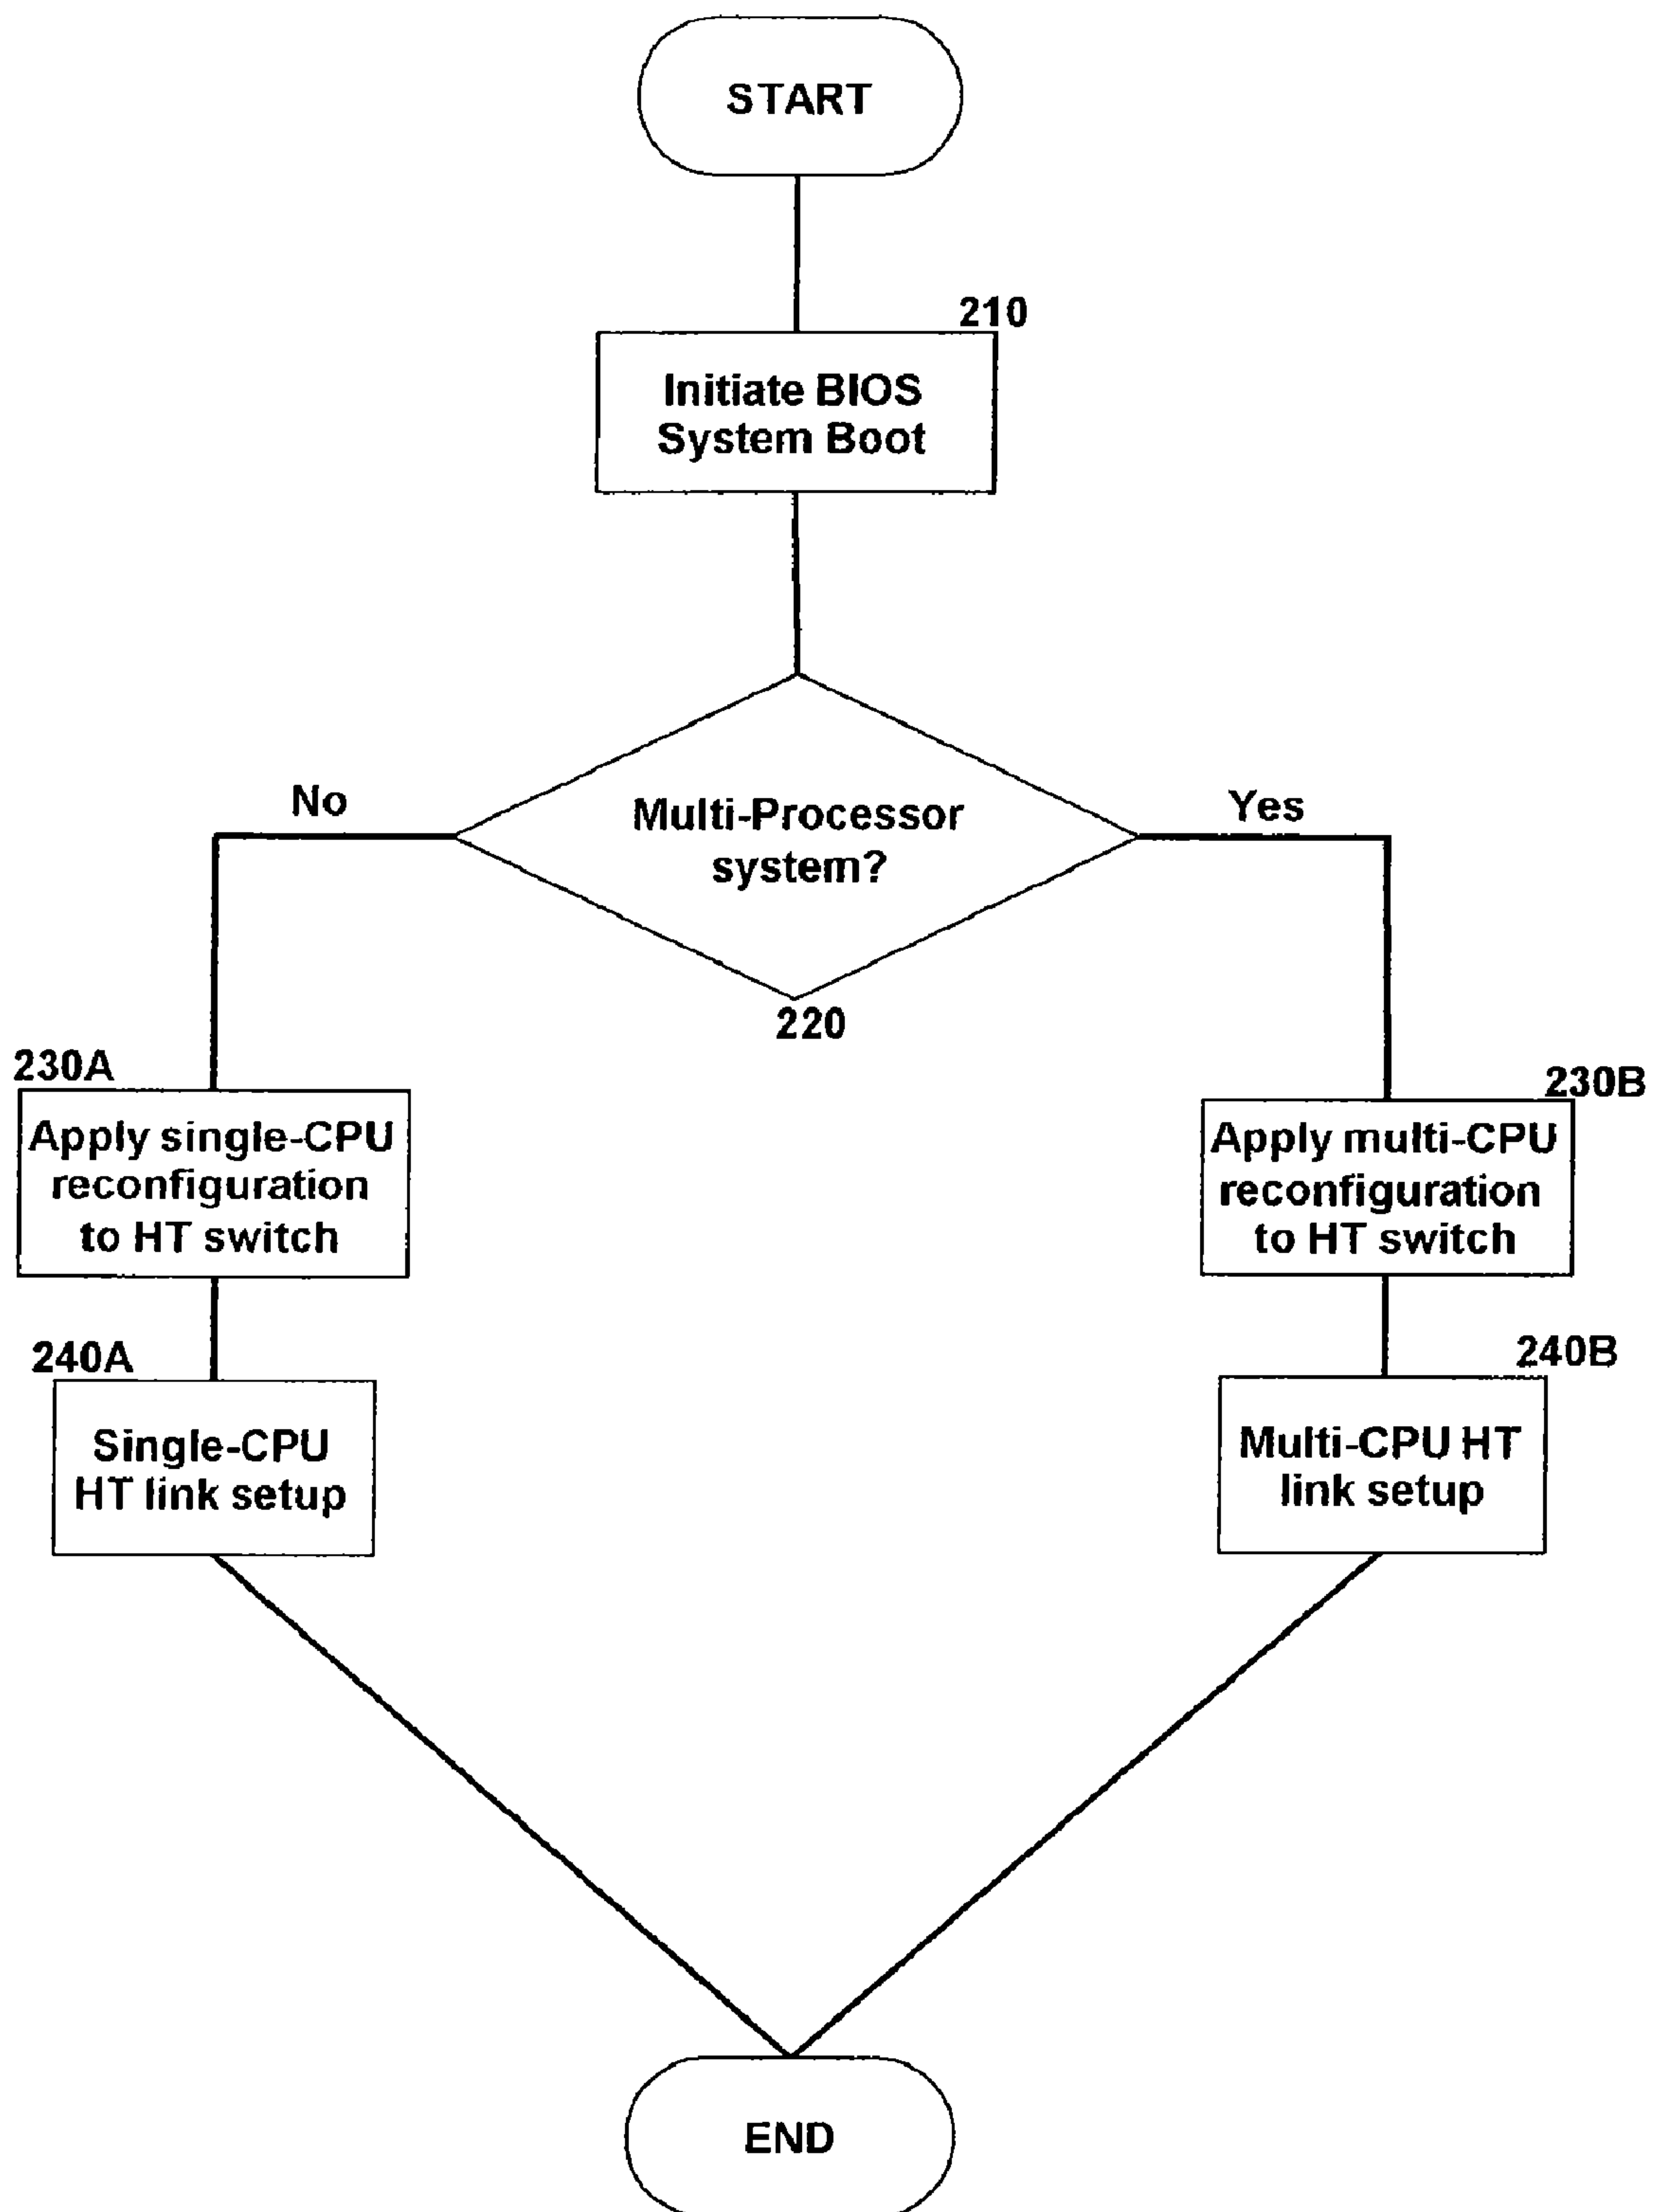 START
210
Initiate BIOS
System Boot
No
Yes
Multi-Processor
system?
220
230A
Apply single-CPU
reconfiguration
to HT switch
230B
Apply multi-CPU
reconfiguration
to HT switch
240A
Single-CPU
HT link setup
240B
Multi-CPU HT
link setup
END